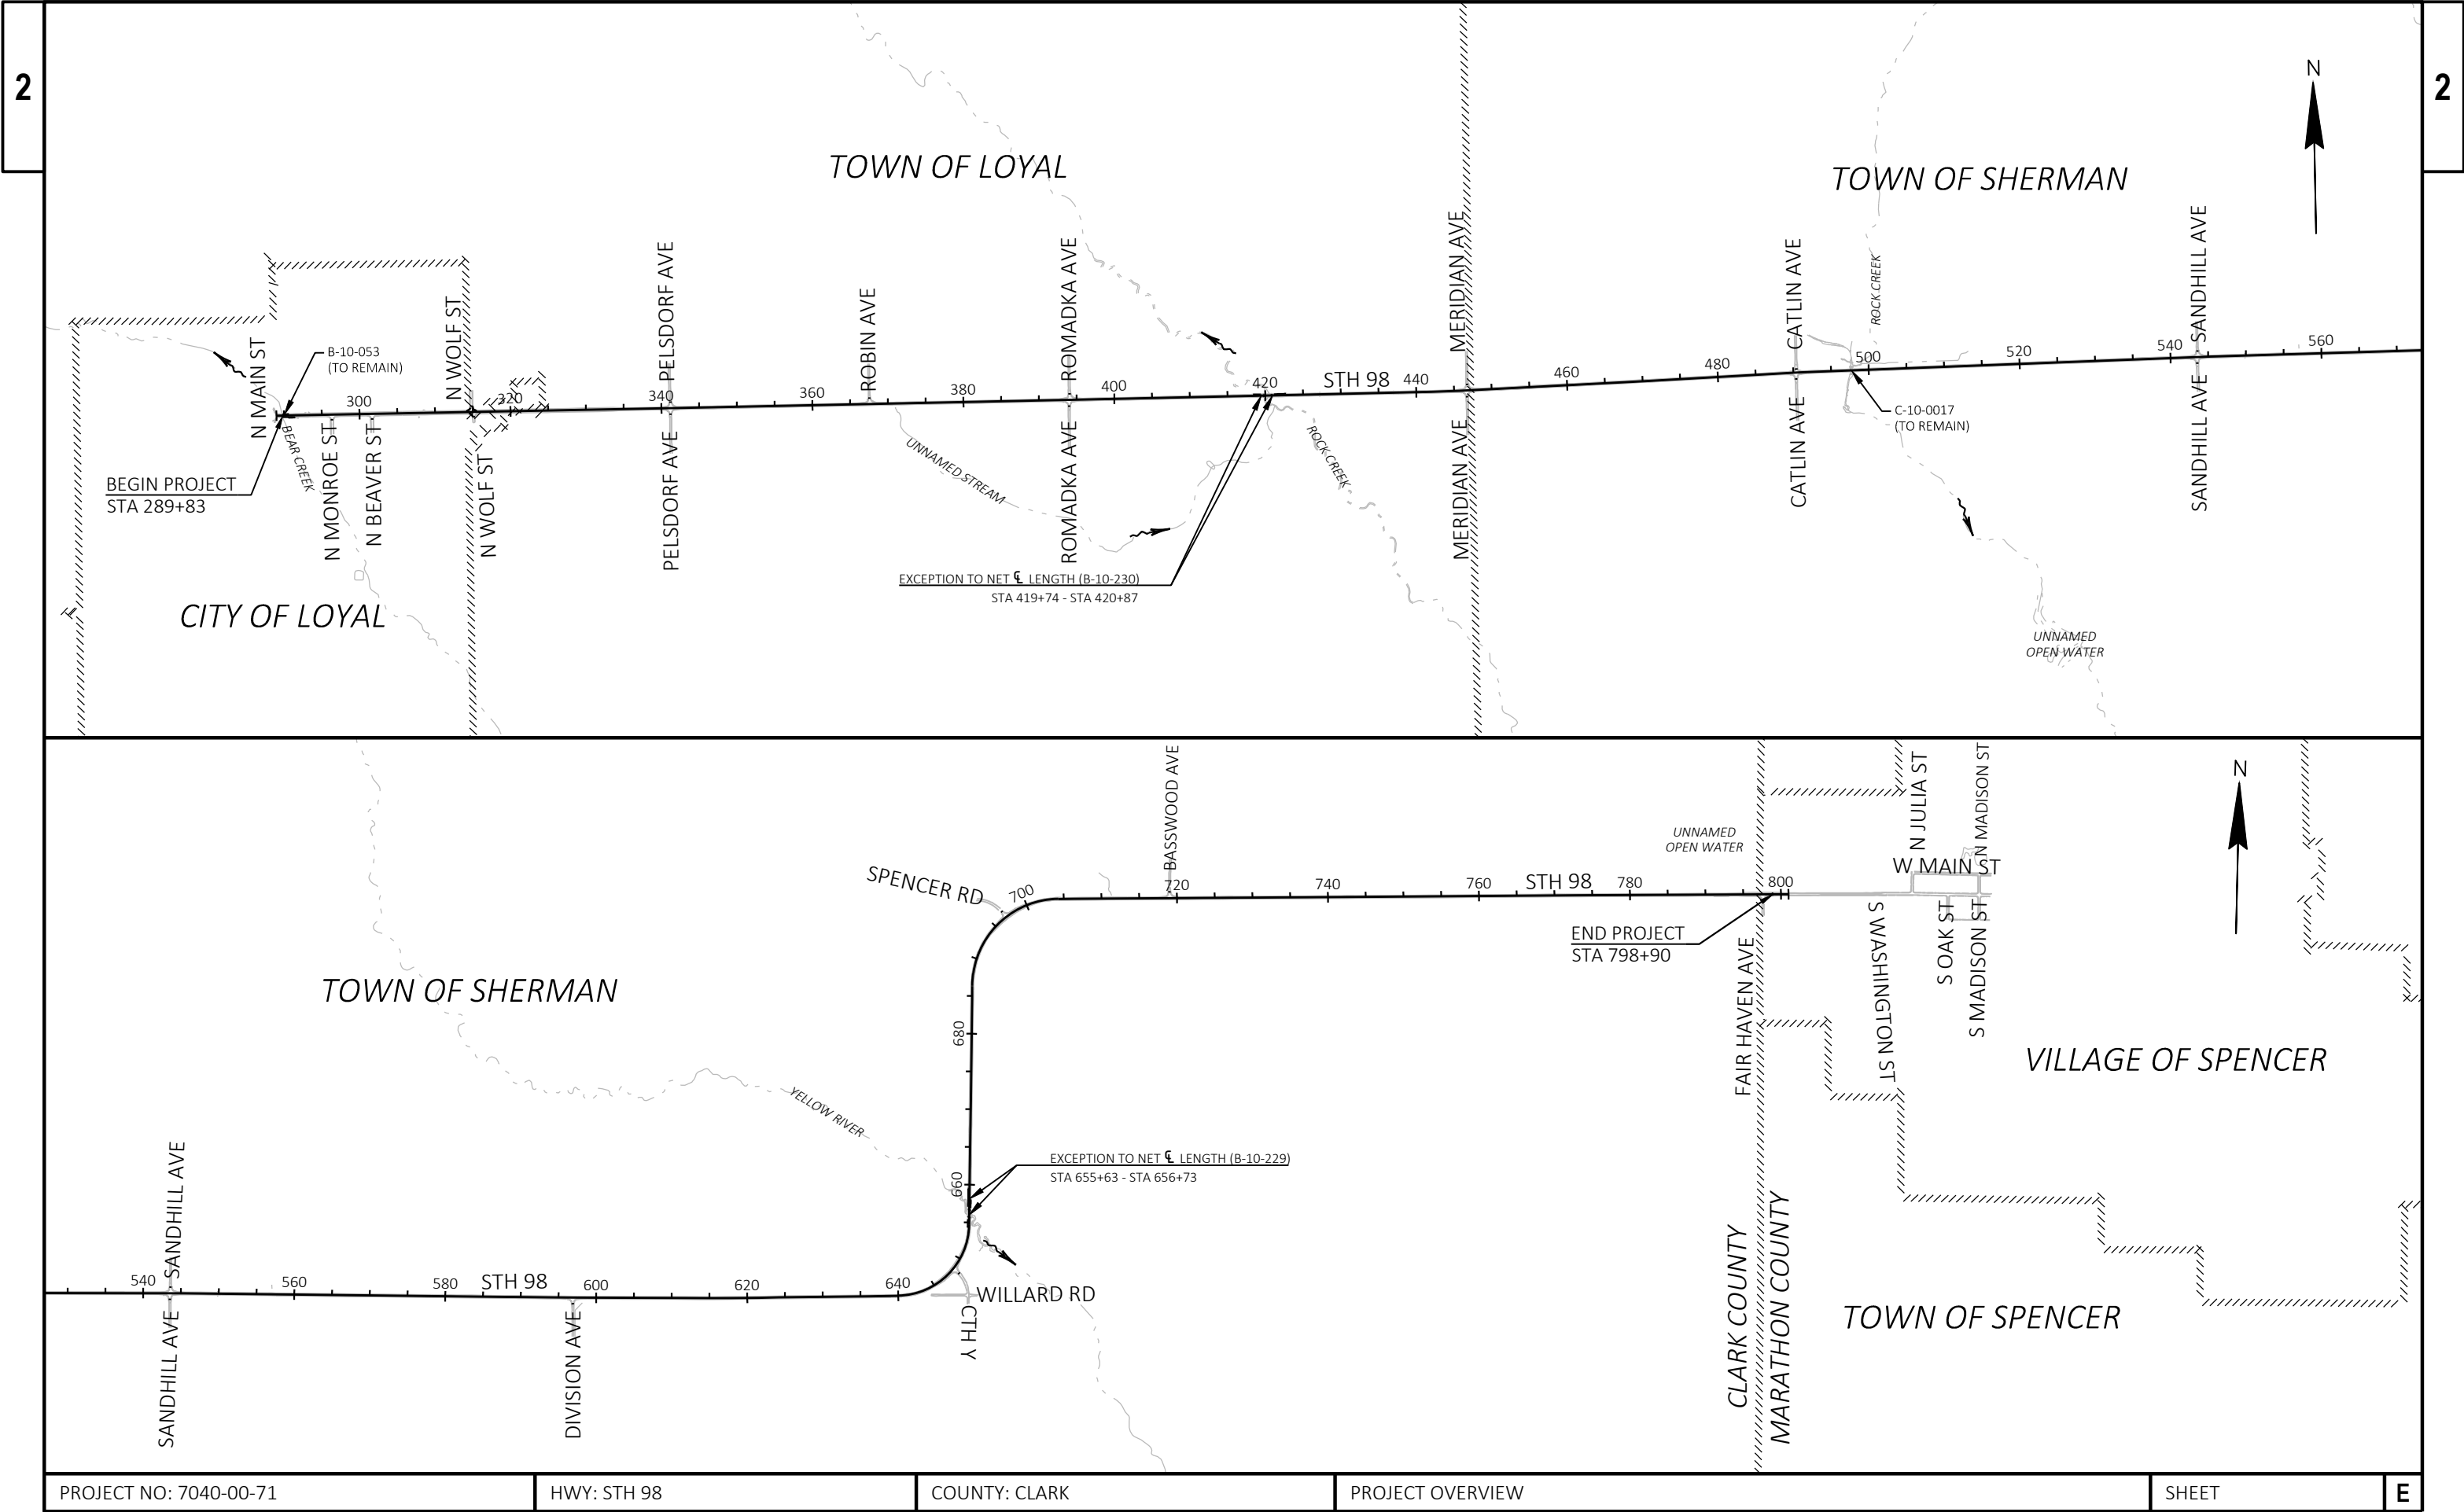 2
2
N
TOWN OF LOYAL
TOWN OF SHERMAN
N MAIN ST
B-10-053
(TO REMAIN)
N WOLF ST
PELSDORF AVE
ROBIN AVE
ROMADKA AVE
MERIDIAN AVE
CATLIN AVE
ROCK CREEK
SANDHILL AVE
300
320
340
360
380
400
420
STH 98
440
460
480
500
520
540
560
BEGIN PROJECT
STA 289+83
BEAR CREEK
N MONROE ST
N BEAVER ST
N WOLF ST
PELSDORF AVE
UNNAMED STREAM
ROMADKA AVE
ROCK CREEK
MERIDIAN AVE
CATLIN AVE
C-10-0017
(TO REMAIN)
SANDHILL AVE
EXCEPTION TO NET ℄ LENGTH (B-10-230)
STA 419+74 - STA 420+87
CITY OF LOYAL
UNNAMED
OPEN WATER
BASSWOOD AVE
N JULIA ST
N MADISON ST
N
UNNAMED
OPEN WATER
W MAIN ST
SPENCER RD
700
720
740
760
STH 98
780
800
END PROJECT
STA 798+90
FAIR HAVEN AVE
S WASHINGTON ST
S OAK ST
S MADISON ST
TOWN OF SHERMAN
680
VILLAGE OF SPENCER
YELLOW RIVER
660
EXCEPTION TO NET ℄ LENGTH (B-10-229)
STA 655+63 - STA 656+73
SANDHILL AVE
540
560
580
STH 98
600
620
640
WILLARD RD
CTH Y
SANDHILL AVE
DIVISION AVE
CLARK COUNTY
MARATHON COUNTY
TOWN OF SPENCER
PROJECT NO: 7040-00-71
HWY: STH 98
COUNTY: CLARK
PROJECT OVERVIEW
SHEET
E